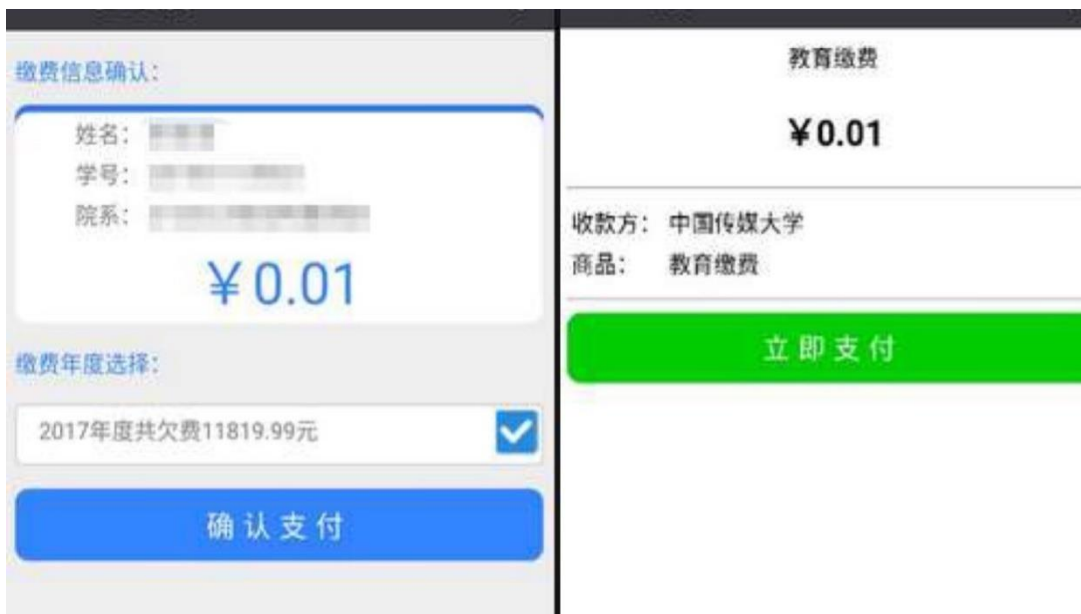 缴费信息确认：
姓名：
学号：
院系：
￥0.01
缴费年度选择：
2017年度共欠费11819.99元
确认支付
教育缴费
￥0.01
收款方： 中国传媒大学
商品： 教育缴费
立即支付